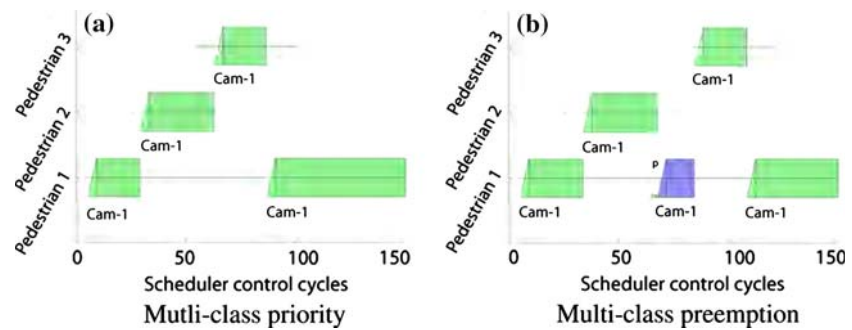 (a)
Pedestrian 3
Pedestrian 2
Pedestrian 1
Cam-1
Cam-1
Cam-1
Cam-1
0 50 100 150
Scheduler control cycles
Mutli-class priority
(b)
Pedestrian 3
Pedestrian 2
Pedestrian 1
Cam-1
Cam-1
p
Cam-1
Cam-1
Cam-1
0 50 100 150
Scheduler control cycles
Multi-class preemption